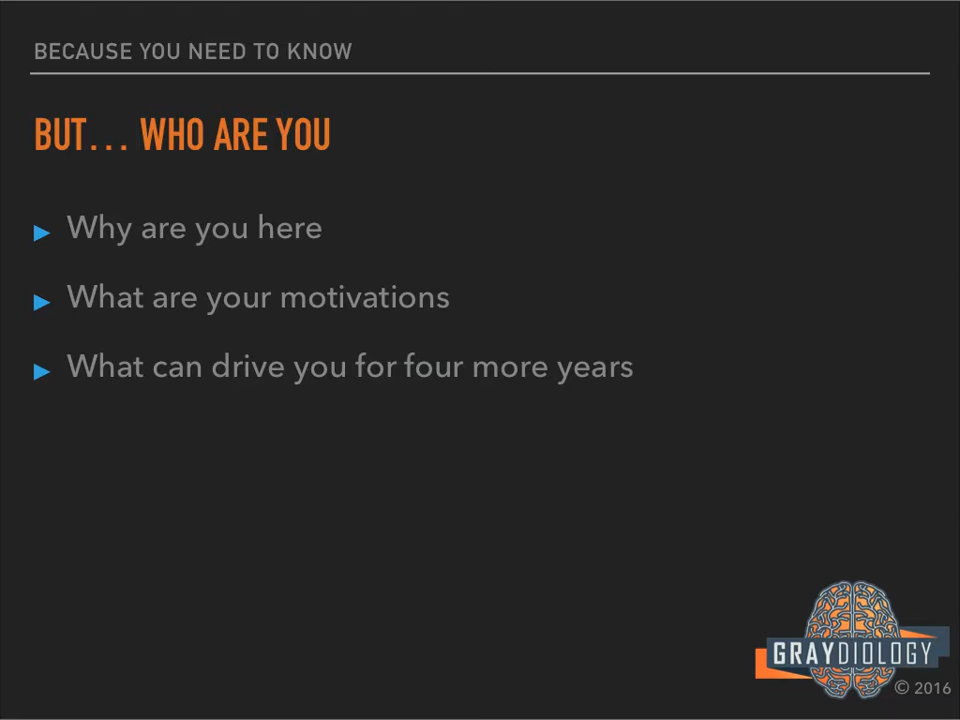 BECAUSE YOU NEED TO KNOW
BUT... WHO ARE YOU
Why are you here
What are your motivations
What can drive you for four more years
GRAYDIOLOGY
© 2016